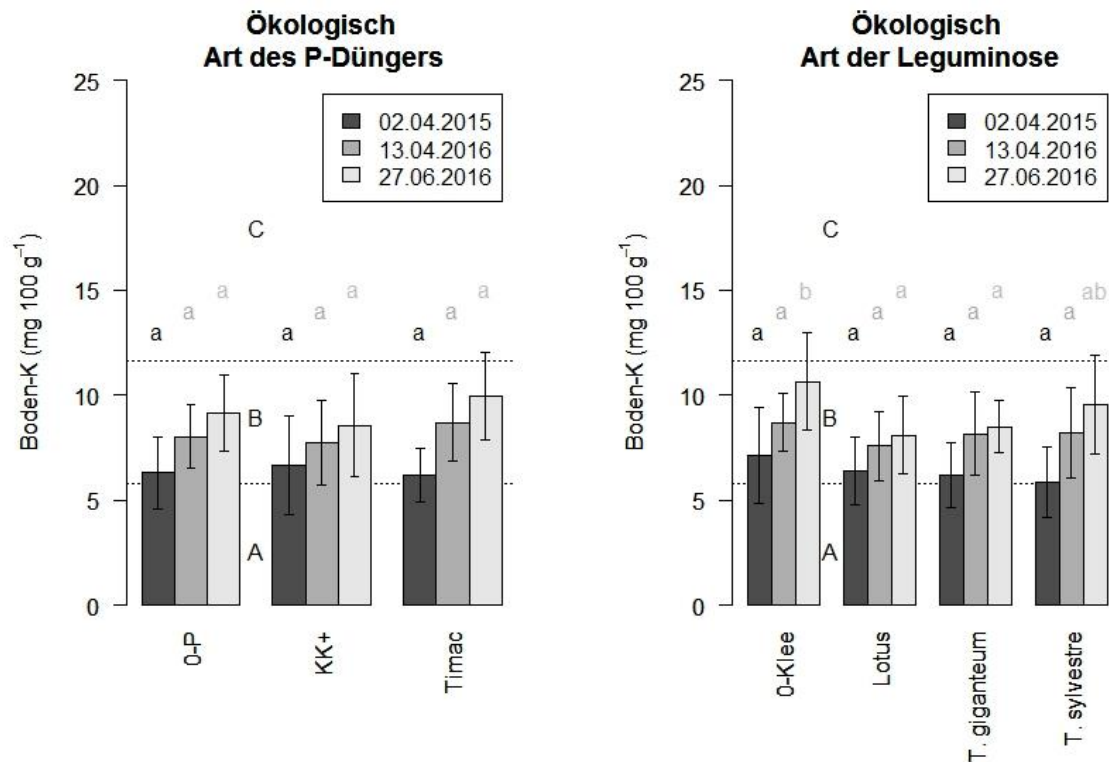 Ökologisch
Art des P-Düngers
Boden-K (mg 100 g⁻¹)
25
20
15
10
5
0
02.04.2015
13.04.2016
27.06.2016
C
B
A
a a a
a a a
a a a
0-P
KK+
Timac
Ökologisch
Art der Leguminose
Boden-K (mg 100 g⁻¹)
25
20
15
10
5
0
02.04.2015
13.04.2016
27.06.2016
C
B
A
a a b
a a a
a a a
a a ab
0-Klee
Lotus
T. giganteum
T. sylvestre